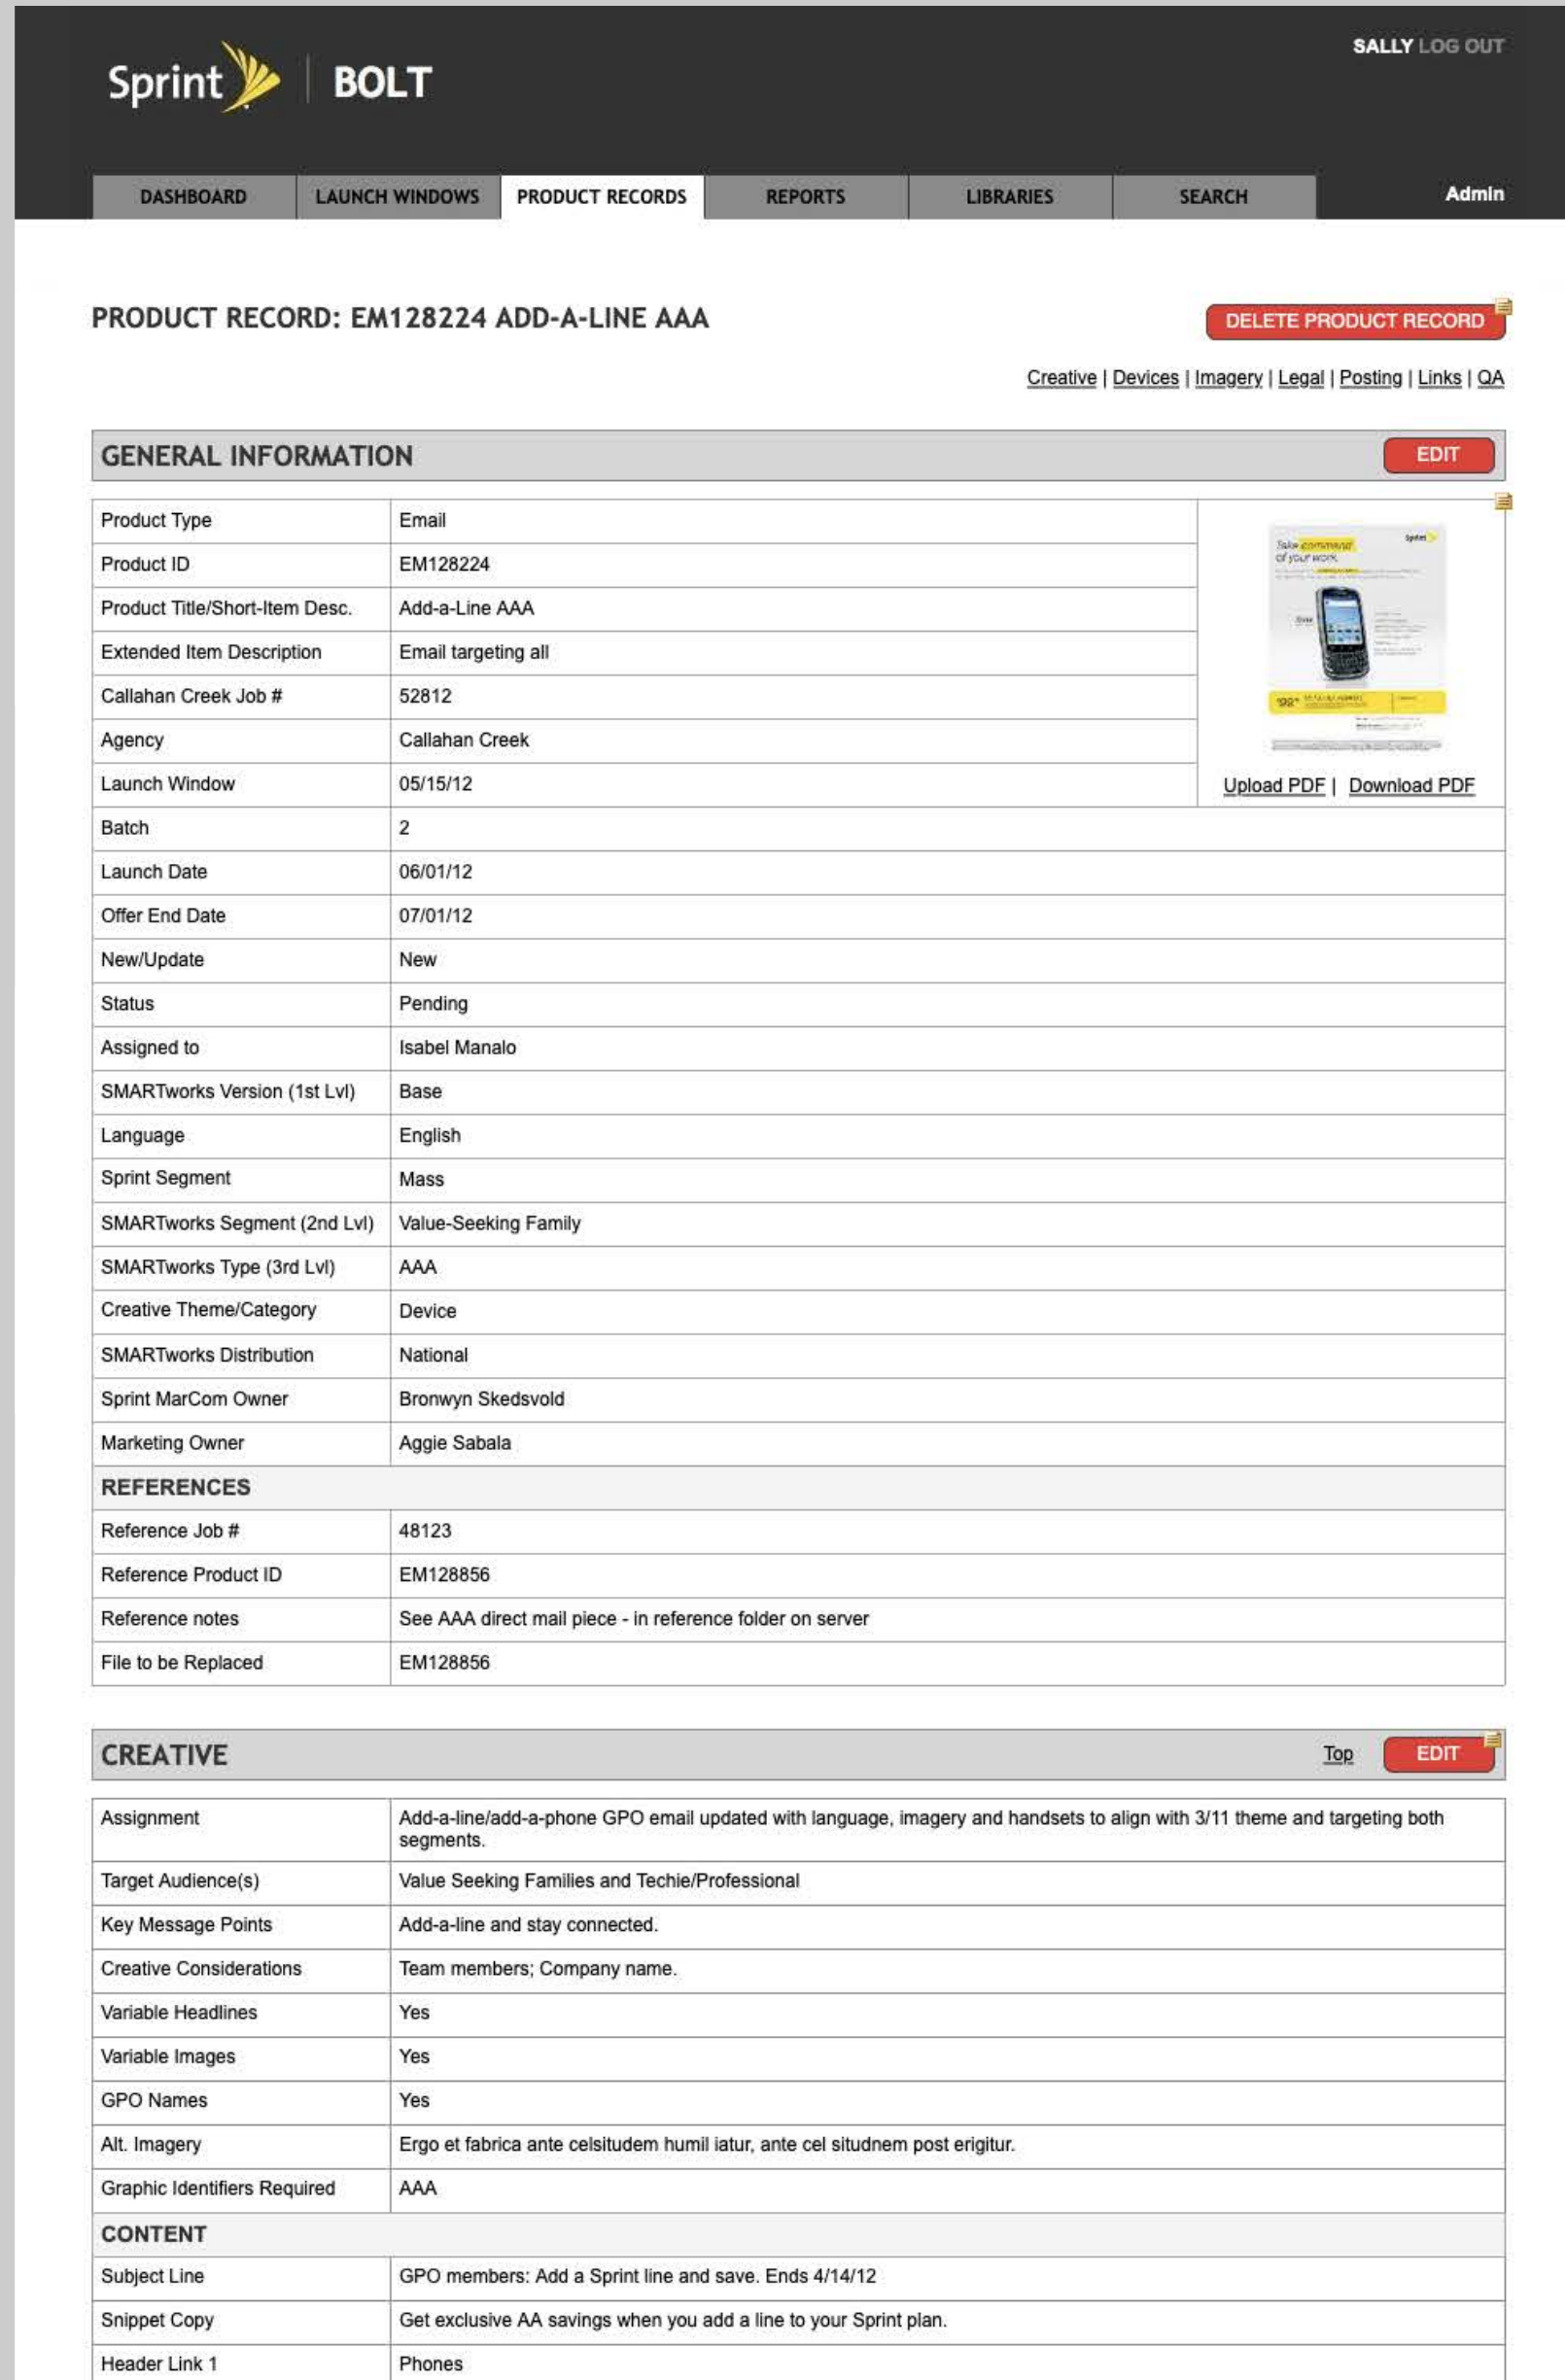 SALLY LOG OUT
Sprint | BOLT
DASHBOARD LAUNCH WINDOWS PRODUCT RECORDS REPORTS LIBRARIES SEARCH Admin
PRODUCT RECORD: EM128224 ADD-A-LINE AAA
DELETE PRODUCT RECORD
Creative | Devices | Imagery | Legal | Posting | Links | QA
GENERAL INFORMATION EDIT
Product Type Email
Product ID EM128224
Product Title/Short-Item Desc. Add-a-Line AAA
Extended Item Description Email targeting all
Callahan Creek Job # 52812
Agency Callahan Creek
Launch Window 05/15/12
Take command
of your work.
Sprint
Upload PDF | Download PDF
Batch 2
Launch Date 06/01/12
Offer End Date 07/01/12
New/Update New
Status Pending
Assigned to Isabel Manalo
SMARTworks Version (1st Lvl) Base
Language English
Sprint Segment Mass
SMARTworks Segment (2nd Lvl) Value-Seeking Family
SMARTworks Type (3rd Lvl) AAA
Creative Theme/Category Device
SMARTworks Distribution National
Sprint MarCom Owner Bronwyn Skedsvold
Marketing Owner Aggie Sabala
REFERENCES
Reference Job # 48123
Reference Product ID EM128856
Reference notes See AAA direct mail piece - in reference folder on server
File to be Replaced EM128856
CREATIVE Top EDIT
Assignment Add-a-line/add-a-phone GPO email updated with language, imagery and handsets to align with 3/11 theme and targeting both
segments.
Target Audience(s) Value Seeking Families and Techie/Professional
Key Message Points Add-a-line and stay connected.
Creative Considerations Team members; Company name.
Variable Headlines Yes
Variable Images Yes
GPO Names Yes
Alt. Imagery Ergo et fabrica ante celsitudem humil iatur, ante cel situdnem post erigitur.
Graphic Identifiers Required AAA
CONTENT
Subject Line GPO members: Add a Sprint line and save. Ends 4/14/12
Snippet Copy Get exclusive AA savings when you add a line to your Sprint plan.
Header Link 1 Phones